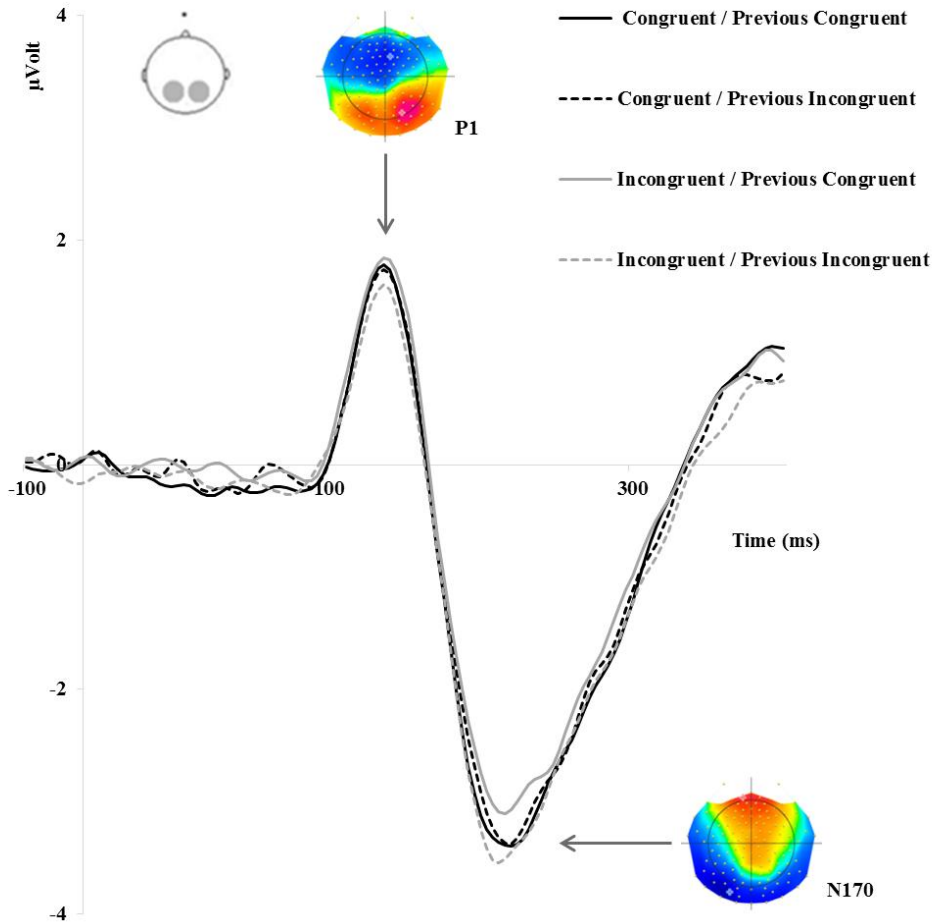 4
µVolt
Congruent / Previous Congruent
Congruent / Previous Incongruent
P1
Incongruent / Previous Congruent
2
Incongruent / Previous Incongruent
0
-100
100
300
Time (ms)
-2
N170
-4